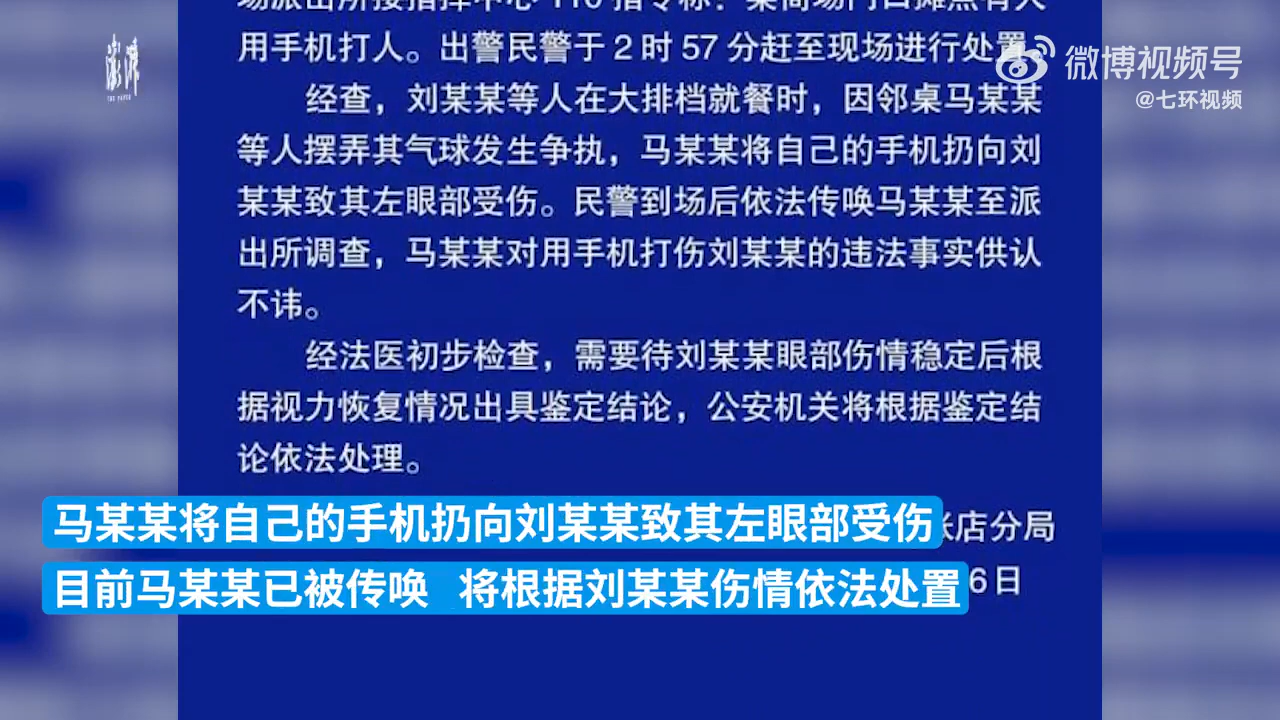 场派出所接指挥中心110指令称：某商场门口摊点有人
用手机打人。出警民警于2时57分赶至现场进行处置。
经查，刘某某等人在大排档就餐时，因邻桌马某某
等人摆弄其气球发生争执，马某某将自己的手机扔向刘
某某致其左眼部受伤。民警到场后依法传唤马某某至派
出所调查，马某某对用手机打伤刘某某的违法事实供认
不讳。
经法医初步检查，需要待刘某某眼部伤情稳定后根
据视力恢复情况出具鉴定结论，公安机关将根据鉴定结
论依法处理。
张店分局
6日
马某某将自己的手机扔向刘某某致其左眼部受伤
目前马某某已被传唤 将根据刘某某伤情依法处置
澎湃
THE PAPER
微博视频号
@七环视频